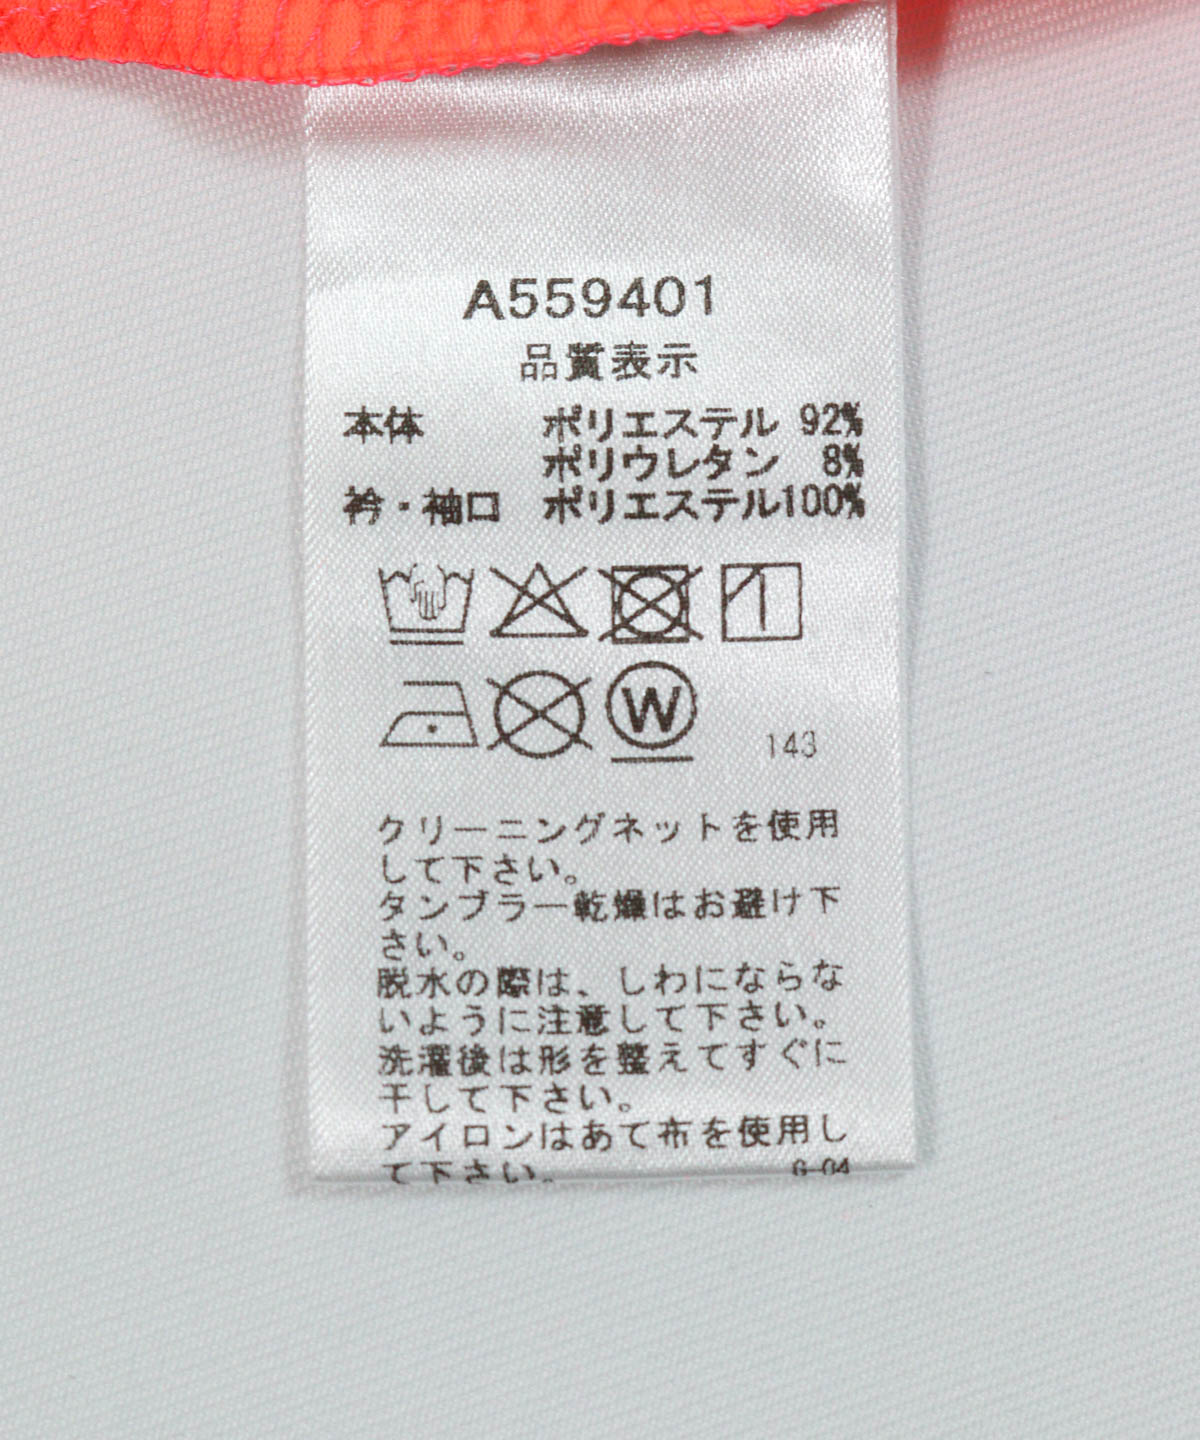 A559401
品質表示
本体 ポリエステル 92%
ポリウレタン 8%
衿・袖口 ポリエステル100%
W
143
クリーニングネットを使用
して下さい。
タンブラー乾燥はお避け下
さい。
脱水の際は、しわにならな
いように注意して下さい。
洗濯後は形を整えてすぐに
干して下さい。
アイロンはあて布を使用し
て下さい。 G-04